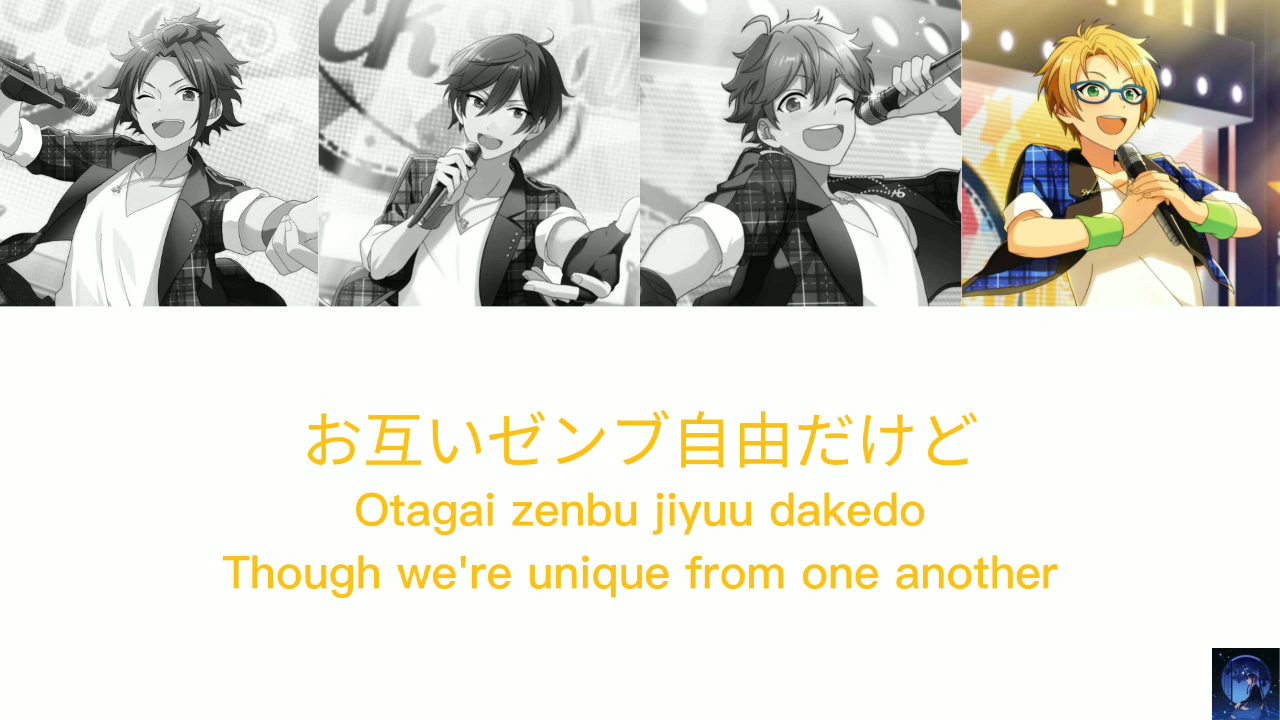 お互いゼンブ自由だけど
Otagai zenbu jiyuu dakedo
Though we're unique from one another